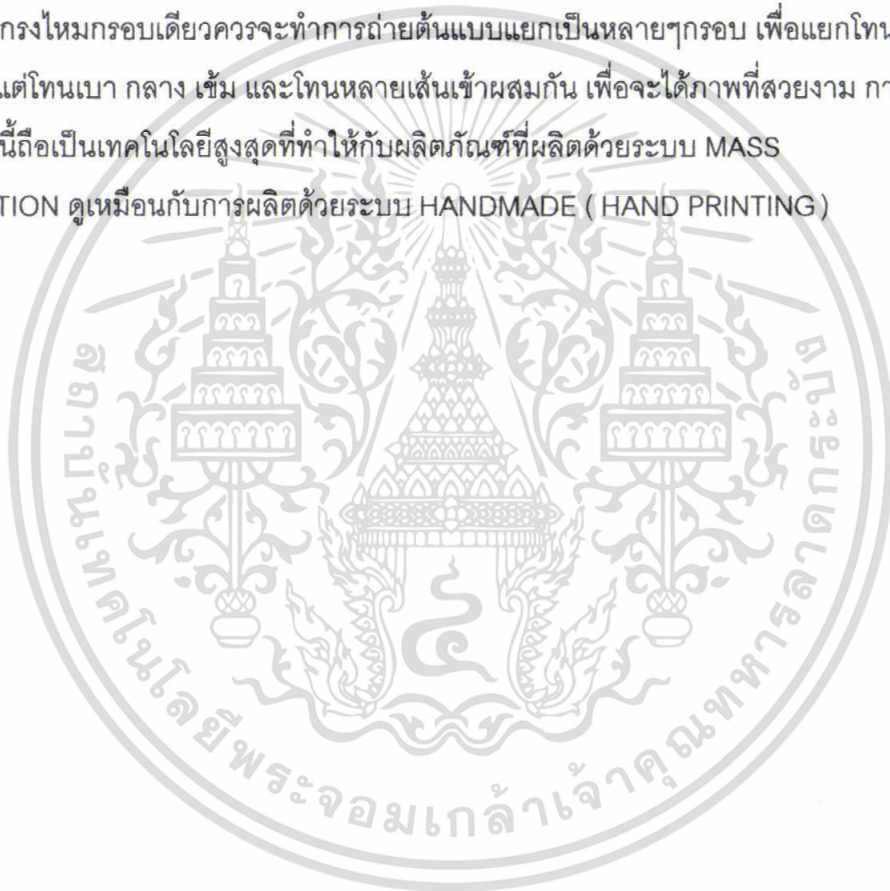 กรงไหมกรอบเดียวควรจะทำการถ่ายต้นแบบแยกเป็นหลายๆกรอบ เพื่อแยกโทน
แต่โทนเบา กลาง เข้ม และโทนหลายเส้นเข้าผสมกัน เพื่อจะได้ภาพที่สวยงาม กา
นี้ถือเป็นเทคโนโลยีสูงสุดที่ทำให้กับผลิตภัณฑ์ที่ผลิตด้วยระบบ MASS
TION ดูเหมือนกับการผลิตด้วยระบบ HANDMADE ( HAND PRINTING )
สถาบันเทคโนโลยีพระจอมเกล้าเจ้าคุณทหารลาดกระบัง